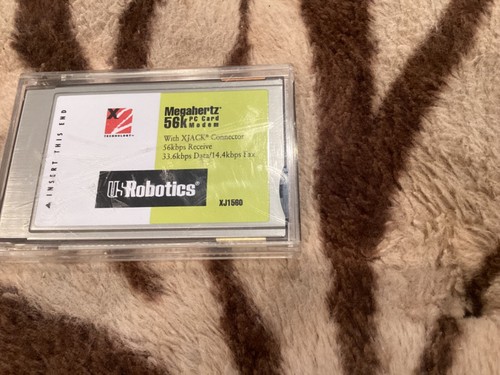 INSERT THIS END
X
TECHNOLOGY
Megahertz®
56k PC Card
Modem
With XJACK® Connector
56kbps Receive
33.6kbps Data/14.4kbps Fax
USRobotics®
XJ1560